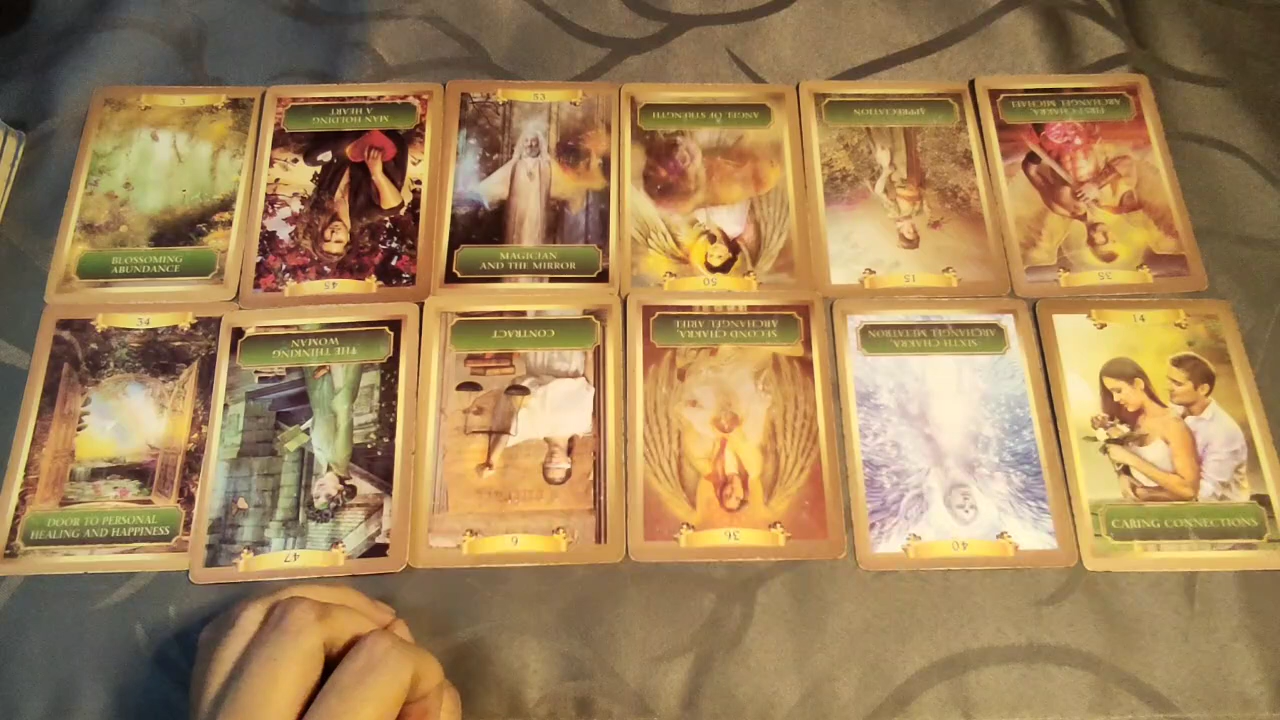 3
BLOSSOMING
ABUNDANCE
MAN HOLDING
A HEART
45
53
MAGICIAN
AND THE MIRROR
ANGEL OF STRENGTH
50
APPRECIATION
15
FIRST CHAKRA,
ARCHANGEL MICHAEL
35
34
DOOR TO PERSONAL
HEALING AND HAPPINESS
THE THINKING
WOMAN
47
CONTRACT
6
SECOND CHAKRA,
ARCHANGEL ARIEL
36
SIXTH CHAKRA,
ARCHANGEL METATRON
40
14
CARING CONNECTIONS